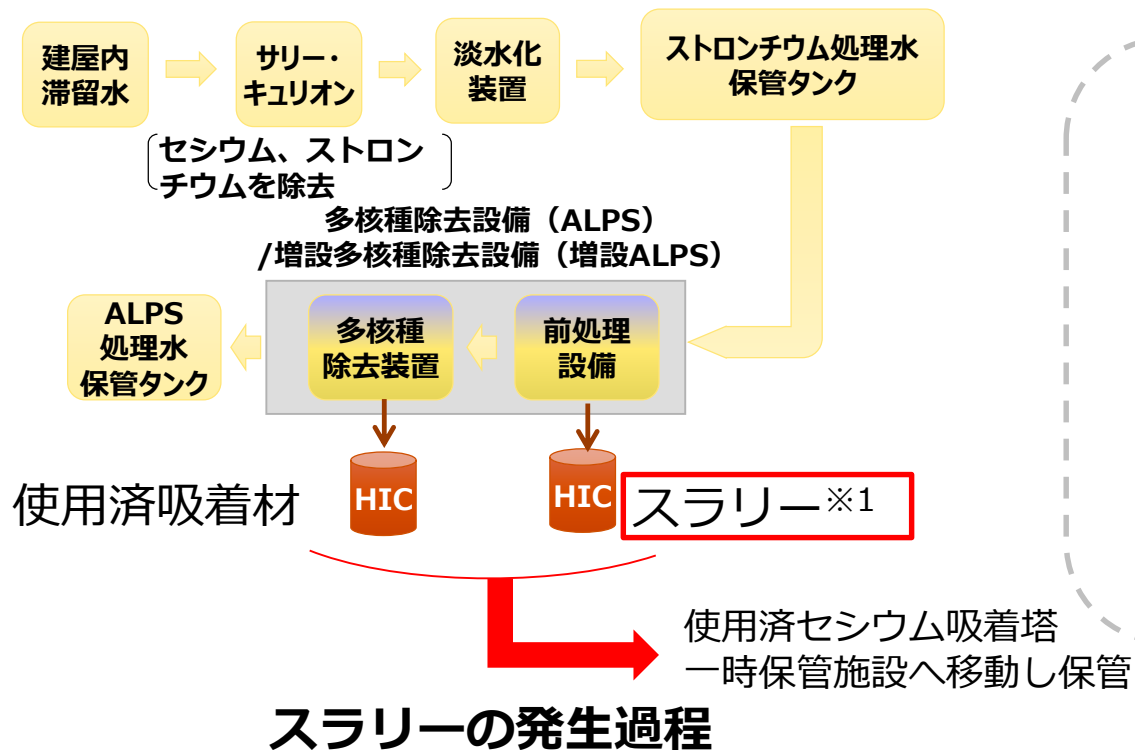 建屋内
滞留水
サリー・
キュリオン
淡水化
装置
ストロンチウム処理水
保管タンク
セシウム、ストロン
チウムを除去
多核種除去設備（ALPS）
/増設多核種除去設備（増設ALPS）
ALPS
処理水
保管タンク
多核種
除去装置
前処理
設備
使用済吸着材
HIC
HIC
スラリー※1
使用済セシウム吸着塔
一時保管施設へ移動し保管
スラリーの発生過程